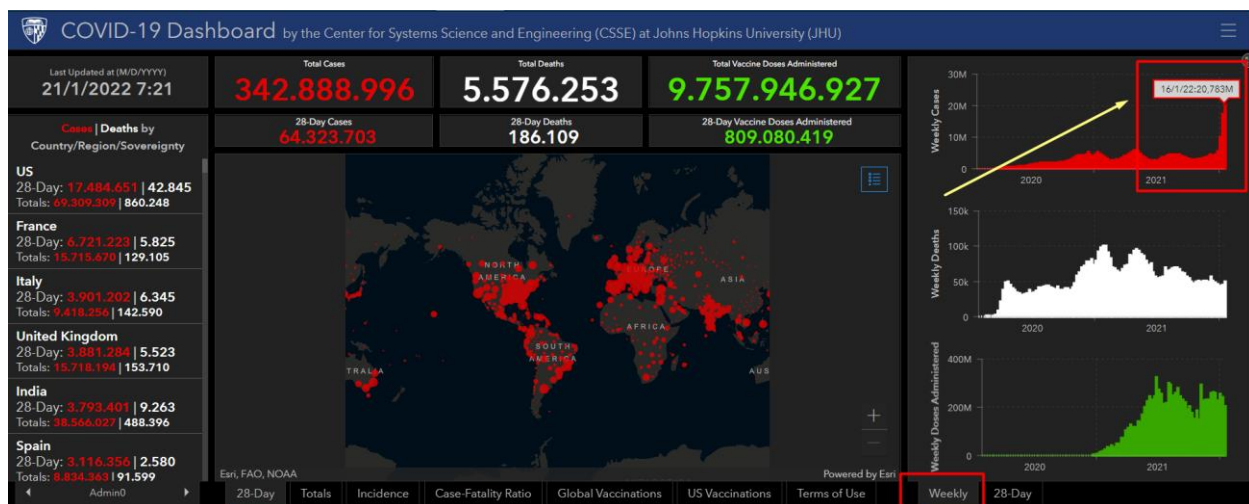 COVID-19 Dashboard by the Center for Systems Science and Engineering (CSSE) at Johns Hopkins University (JHU)
Last Updated at (M/D/YYYY)
21/1/2022 7:21
Cases | Deaths by
Country/Region/Sovereignty
US
28-Day: 17.484.651 | 42.845
Totals: 69.309.309 | 860.248
France
28-Day: 6.721.223 | 5.825
Totals: 15.715.670 | 129.105
Italy
28-Day: 3.901.202 | 6.345
Totals: 9.418.256 | 142.590
United Kingdom
28-Day: 3.881.284 | 5.523
Totals: 15.718.194 | 153.710
India
28-Day: 3.793.401 | 9.263
Totals: 38.566.027 | 488.396
Spain
28-Day: 3.116.356 | 2.580
Totals: 8.834.363 | 91.599
Admin0
Total Cases
342.888.996
Total Deaths
5.576.253
Total Vaccine Doses Administered
9.757.946.927
28-Day Cases
64.323.703
28-Day Deaths
186.109
28-Day Vaccine Doses Administered
809.080.419
NORTH
AMERICA
EUROPE
ASIA
AFRICA
SOUTH
AMERICA
TRALIA
AUS
Esri, FAO, NOAA
Powered by Esri
28-Day
Totals
Incidence
Case-Fatality Ratio
Global Vaccinations
US Vaccinations
Terms of Use
Weekly Cases
30M
20M
10M
0
16/1/22:20,783M
2020
2021
Weekly Deaths
150k
100k
50k
0
2020
2021
Weekly Doses Administered
400M
200M
0
2020
2021
Weekly
28-Day